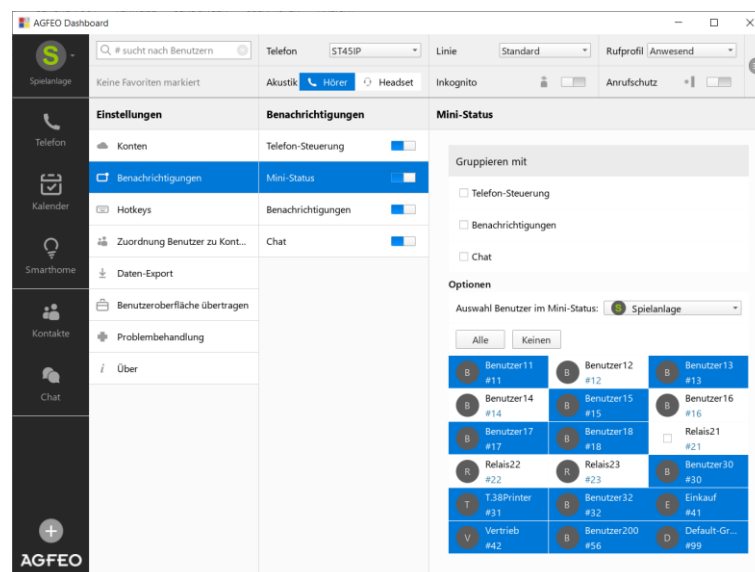 AGFEO Dashboard
S
Spielanlage
# sucht nach Benutzern
Keine Favoriten markiert
Telefon
ST45IP
Akustik
Hörer
Headset
Linie
Standard
Inkognito
Rufprofil
Anwesend
Anrufschutz
Telefon
Kalender
Smarthome
Kontakte
Chat
AGFEO
Einstellungen
Konten
Benachrichtigungen
Hotkeys
Zuordnung Benutzer zu Kont...
Daten-Export
Benutzeroberfläche übertragen
Problembehandlung
i Über
Benachrichtigungen
Telefon-Steuerung
Mini-Status
Benachrichtigungen
Chat
Mini-Status
Gruppieren mit
Telefon-Steuerung
Benachrichtigungen
Chat
Optionen
Auswahl Benutzer im Mini-Status: S Spielanlage
Alle Keinen
B Benutzer11 #11
B Benutzer12 #12
B Benutzer13 #13
B Benutzer14 #14
B Benutzer15 #15
B Benutzer16 #16
B Benutzer17 #17
B Benutzer18 #18
Relais21 #21
R Relais22 #22
R Relais23 #23
B Benutzer30 #30
T T.38Printer #31
B Benutzer32 #32
E Einkauf #41
V Vertrieb #42
B Benutzer200 #56
D Default-Gr... #99